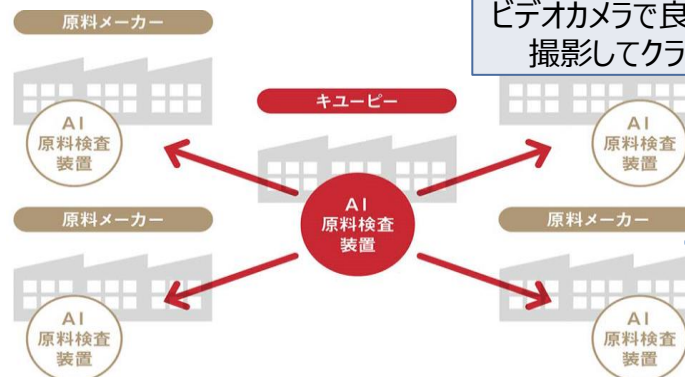 原料メーカー
ビデオカメラで良
撮影してクラ
AI
原料検査
装置
キユーピー
AI
原料検査
装置
AI
原料検査
装置
原料メーカー
原料メーカー
AI
原料検査
装置
AI
原料検査
装置